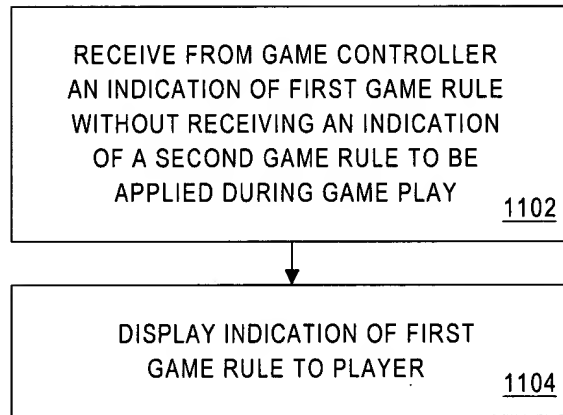 RECEIVE FROM GAME CONTROLLER
AN INDICATION OF FIRST GAME RULE
WITHOUT RECEIVING AN INDICATION
OF A SECOND GAME RULE TO BE
APPLIED DURING GAME PLAY
1102
DISPLAY INDICATION OF FIRST
GAME RULE TO PLAYER
1104